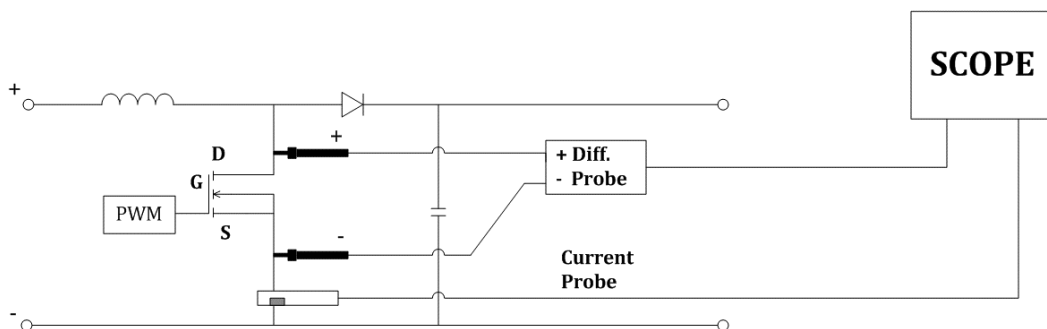 SCOPE
+
+
D
+ Diff.
- Probe
G
PWM
S
-
Current
Probe
-